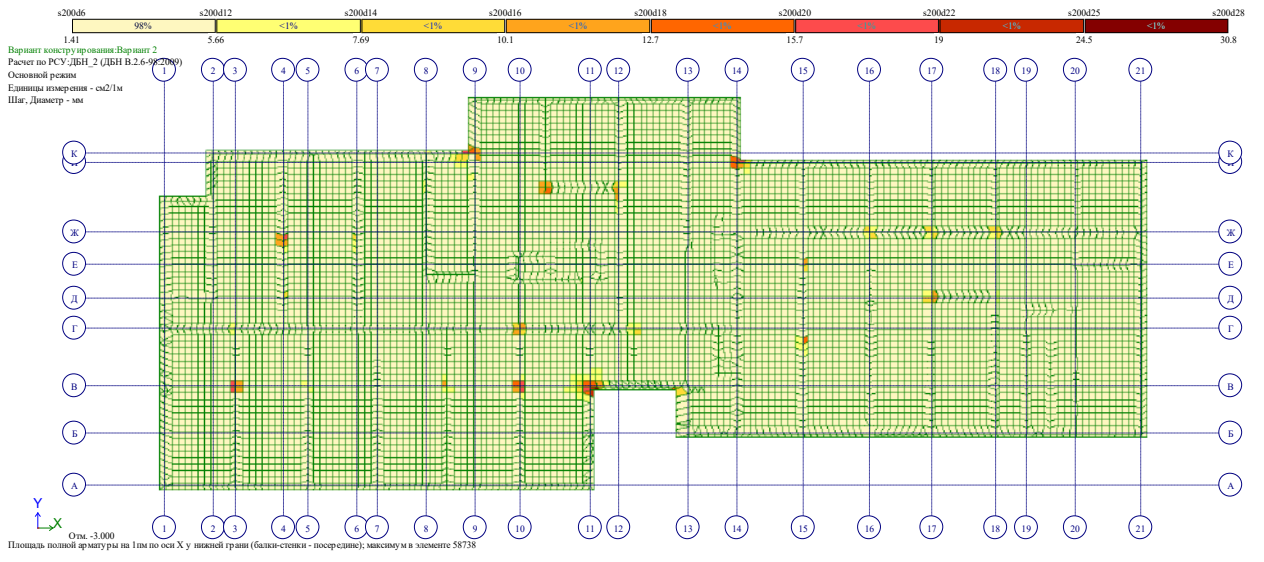 s200d6 s200d12 s200d14 s200d16 s200d18 s200d20 s200d22 s200d25 s200d28
98% <1% <1% <1% <1% <1% <1% <1%
1.41 5.66 7.69 10.1 12.7 15.7 19 24.5 30.8
Вариант конструирования:Вариант 2
Расчет по РСУ:ДБН_2 (ДБН В.2.6-98:2009)
Основной режим
Единицы измерения - см2/1м
Шаг, Диаметр - мм
1 2 3 4 5 6 7 8 9 10 11 12 13 14 15 16 17 18 19 20 21
К К
Ж Ж
Е Е
Д Д
Г Г
В В
Б Б
А А
Y
X
1 2 3 4 5 6 7 8 9 10 11 12 13 14 15 16 17 18 19 20 21
Отм. -3.000
Площадь полной арматуры на 1пм по оси X у нижней грани (балки-стенки - посередине); максимум в элементе 58738